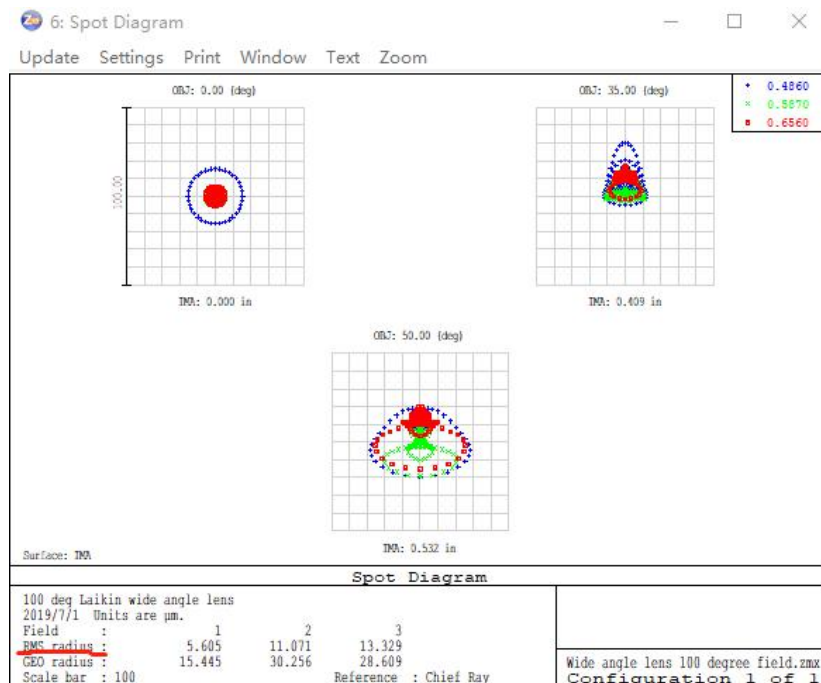 6: Spot Diagram
Update Settings Print Window Text Zoom
OBJ: 0.00 (deg)
OBJ: 35.00 (deg)
0.4860
0.5870
0.6560
100.00
IMA: 0.000 in
IMA: 0.409 in
OBJ: 50.00 (deg)
IMA: 0.532 in
Surface: IMA
Spot Diagram
100 deg Laikin wide angle lens
2019/7/1 Units are µm.
Field : 1 2 3
RMS radius : 5.605 11.071 13.329
GEO radius : 15.445 30.256 28.609
Scale bar : 100 Reference : Chief Ray
Wide angle lens 100 degree field.zmx
Configuration 1 of 1